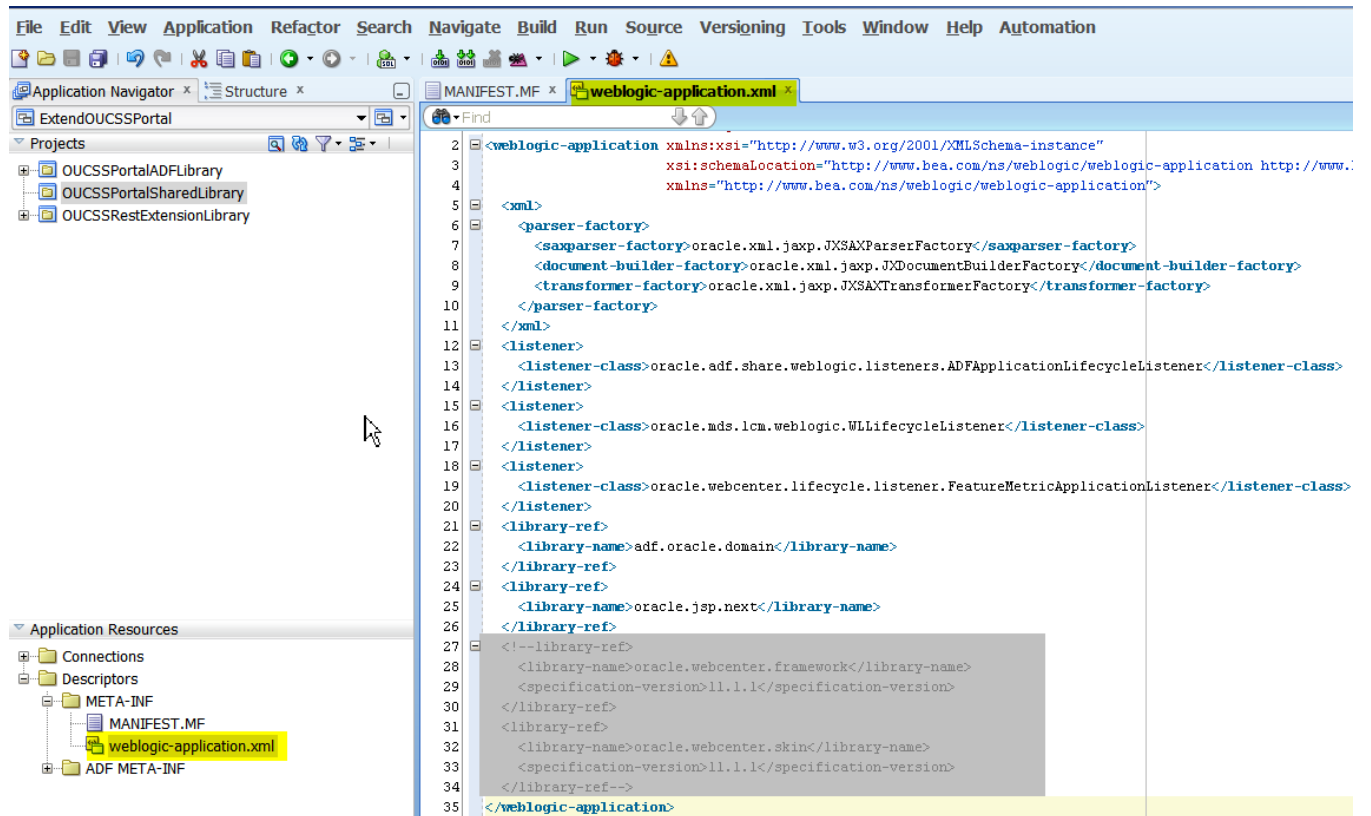 File Edit View Application Refactor Search Navigate Build Run Source Versioning Tools Window Help Automation
Application Navigator x Structure x
ExtendOUCSSPortal
Projects
OUCSSPortalADFLibrary
OUCSSPortalSharedLibrary
OUCSSRestExtensionLibrary
Application Resources
Connections
Descriptors
META-INF
MANIFEST.MF
weblogic-application.xml
ADF META-INF
MANIFEST.MF x weblogic-application.xml x
Find
2 <weblogic-application xmlns:xsi="http://www.w3.org/2001/XMLSchema-instance"
3 xsi:schemaLocation="http://www.bea.com/ns/weblogic/weblogic-application http://www.
4 xmlns="http://www.bea.com/ns/weblogic/weblogic-application">
5 <xml>
6 <parser-factory>
7 <saxparser-factory>oracle.xml.jaxp.JXSAXParserFactory</saxparser-factory>
8 <document-builder-factory>oracle.xml.jaxp.JXDocumentBuilderFactory</document-builder-factory>
9 <transformer-factory>oracle.xml.jaxp.JXSAXTransformerFactory</transformer-factory>
10 </parser-factory>
11 </xml>
12 <listener>
13 <listener-class>oracle.adf.share.weblogic.listeners.ADFApplicationLifecycleListener</listener-class>
14 </listener>
15 <listener>
16 <listener-class>oracle.mds.lcm.weblogic.WLLifecycleListener</listener-class>
17 </listener>
18 <listener>
19 <listener-class>oracle.webcenter.lifecycle.listener.FeatureMetricApplicationListener</listener-class>
20 </listener>
21 <library-ref>
22 <library-name>adf.oracle.domain</library-name>
23 </library-ref>
24 <library-ref>
25 <library-name>oracle.jsp.next</library-name>
26 </library-ref>
27 <!--library-ref>
28 <library-name>oracle.webcenter.framework</library-name>
29 <specification-version>11.1.1</specification-version>
30 </library-ref>
31 <library-ref>
32 <library-name>oracle.webcenter.skin</library-name>
33 <specification-version>11.1.1</specification-version>
34 </library-ref-->
35 </weblogic-application>